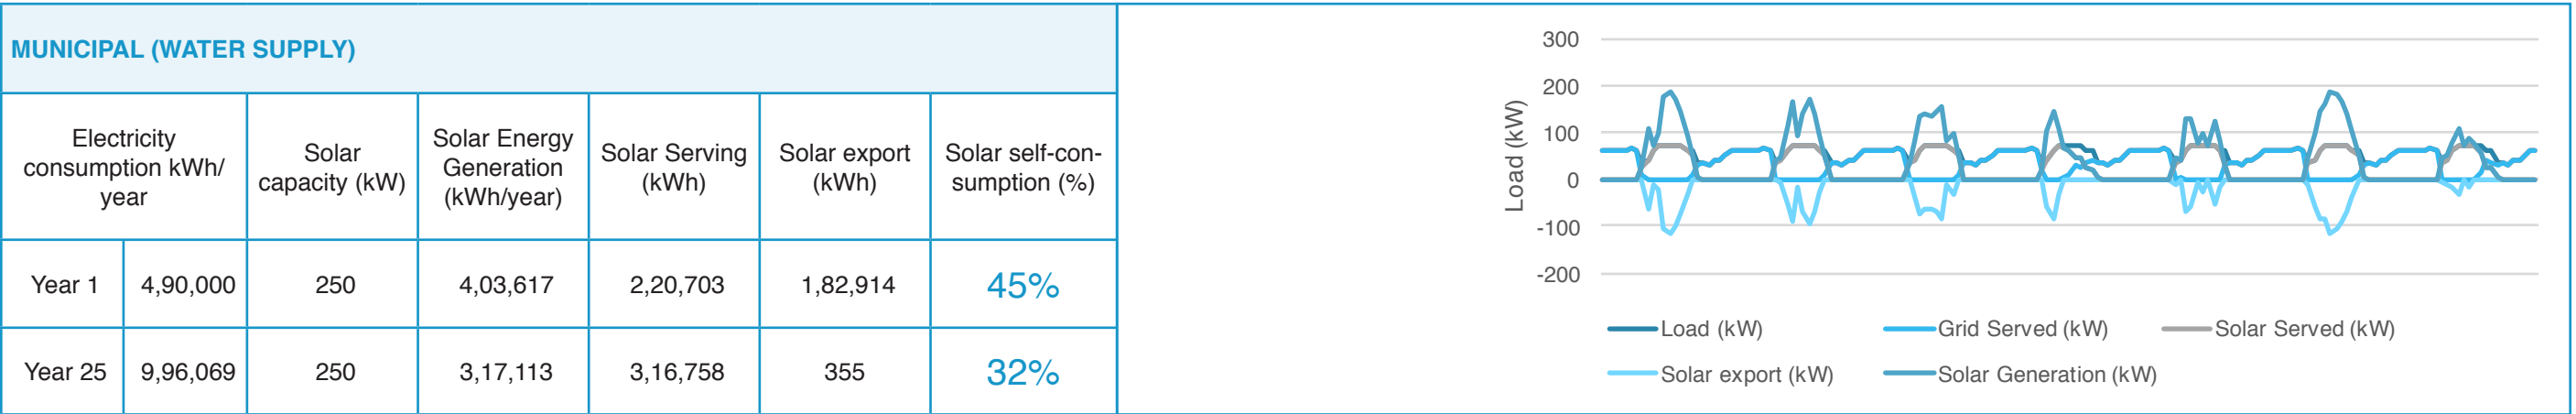 MUNICIPAL (WATER SUPPLY)
Electricity
consumption kWh/
year
Solar
capacity (kW)
Solar Energy
Generation
(kWh/year)
Solar Serving
(kWh)
Solar export
(kWh)
Solar self-con-
sumption (%)
Year 1 4,90,000 250 4,03,617 2,20,703 1,82,914 45%
Year 25 9,96,069 250 3,17,113 3,16,758 355 32%
Load (kW)
300
200
100
0
-100
-200
Load (kW) Grid Served (kW) Solar Served (kW)
Solar export (kW) Solar Generation (kW)